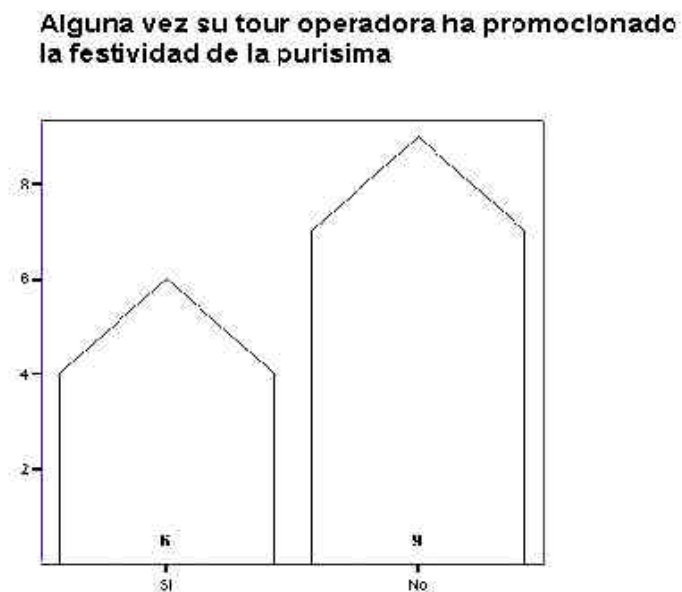 Alguna vez su tour operadora ha promocionado
la festividad de la purisima
8
6
4
2
6
9
Si
No